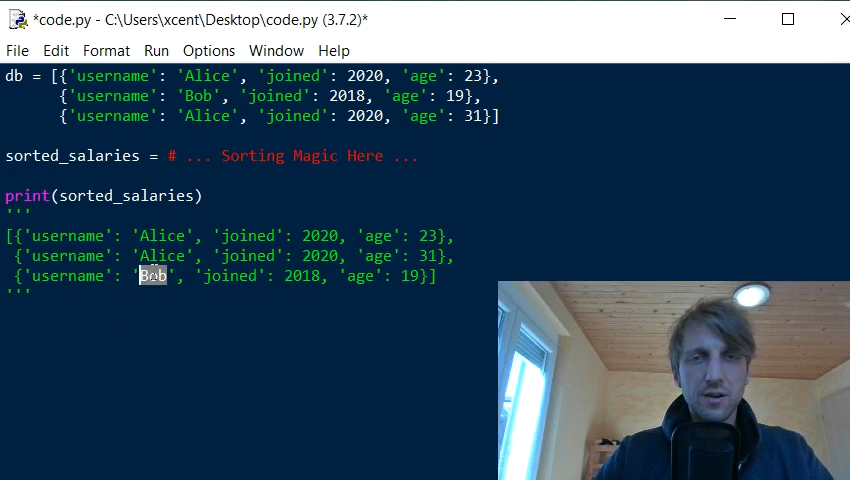 *code.py - C:\Users\xcent\Desktop\code.py (3.7.2)*
File Edit Format Run Options Window Help
db = [{'username': 'Alice', 'joined': 2020, 'age': 23},
{'username': 'Bob', 'joined': 2018, 'age': 19},
{'username': 'Alice', 'joined': 2020, 'age': 31}]
sorted_salaries = # ... Sorting Magic Here ...
print(sorted_salaries)
'''
[{'username': 'Alice', 'joined': 2020, 'age': 23},
{'username': 'Alice', 'joined': 2020, 'age': 31},
{'username': 'Bob', 'joined': 2018, 'age': 19}]
'''